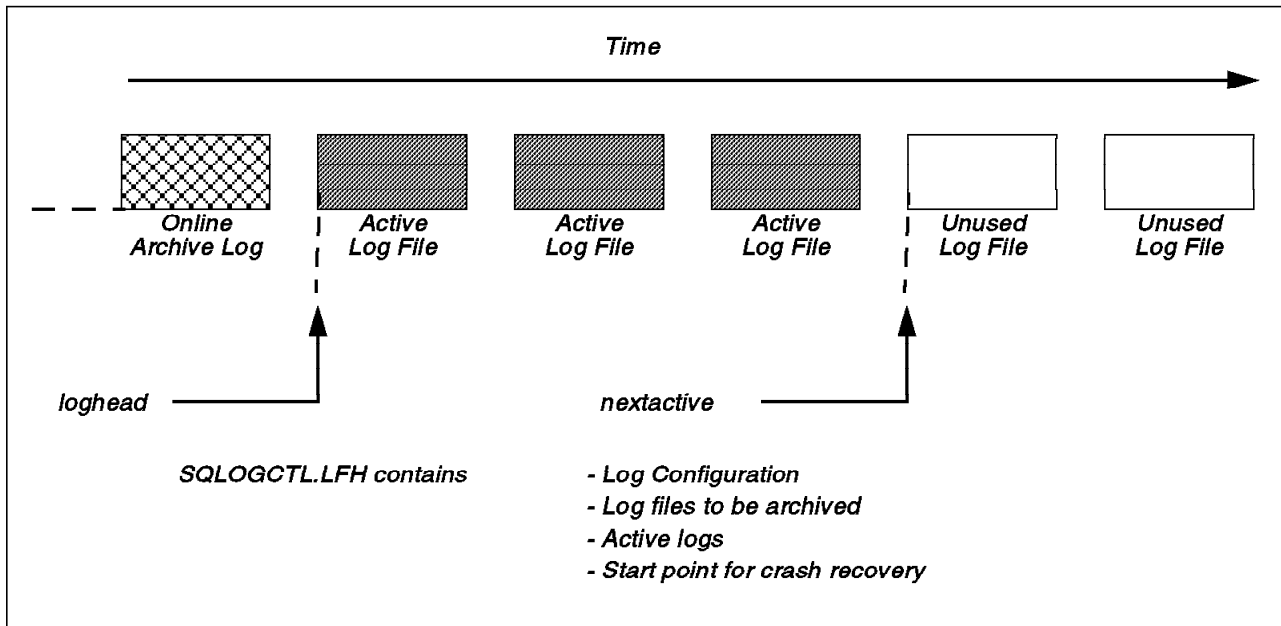 Time
Online
Archive Log
Active
Log File
Active
Log File
Active
Log File
Unused
Log File
Unused
Log File
loghead
nextactive
SQLOGCTL.LFH contains
- Log Configuration
- Log files to be archived
- Active logs
- Start point for crash recovery